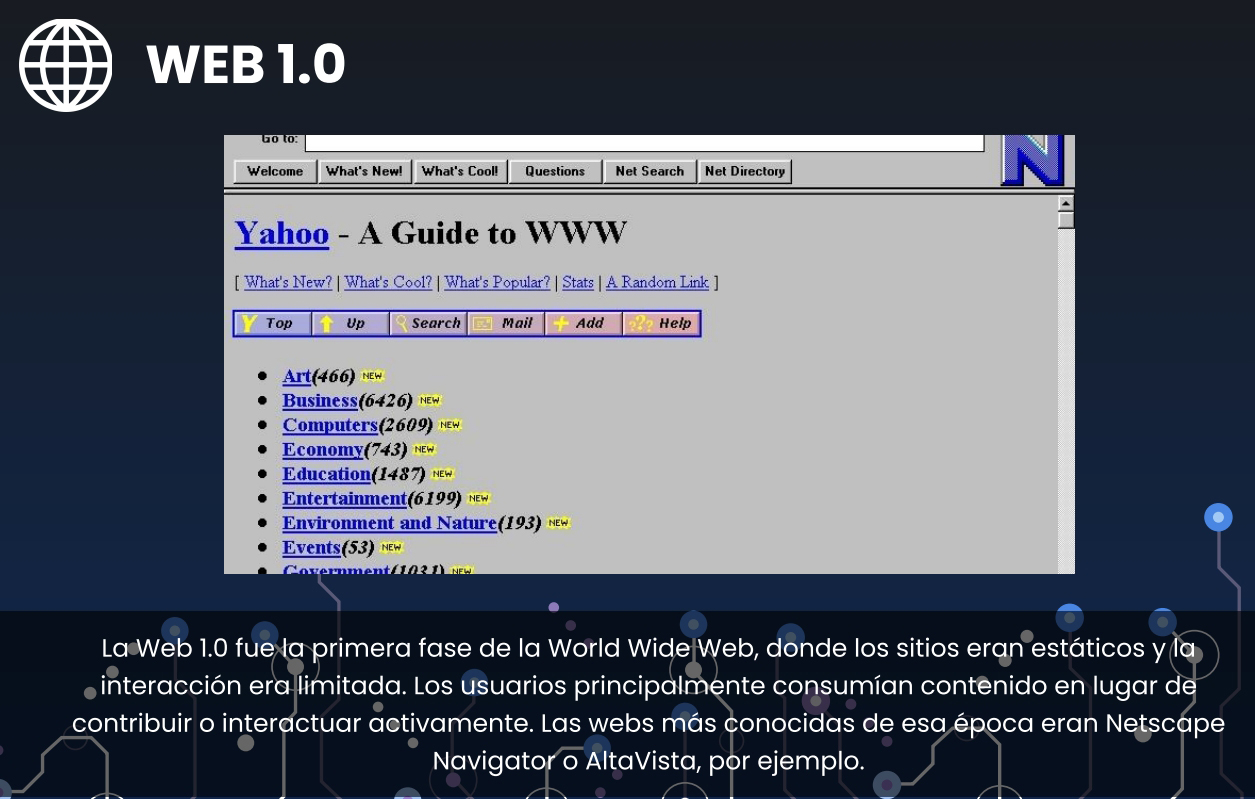 WEB 1.0
Go to:
Welcome What's New! What's Cool! Questions Net Search Net Directory
N
Yahoo - A Guide to WWW
[ What's New? | What's Cool? | What's Popular? | Stats | A Random Link ]
Y Top Up Search Mail Add ??? Help
Art(466) NEW
Business(6426) NEW
Computers(2609) NEW
Economy(743) NEW
Education(1487) NEW
Entertainment(6199) NEW
Environment and Nature(193) NEW
Events(53) NEW
Government(1031) NEW
La Web 1.0 fue la primera fase de la World Wide Web, donde los sitios eran estáticos y la
interacción era limitada. Los usuarios principalmente consumían contenido en lugar de
contribuir o interactuar activamente. Las webs más conocidas de esa época eran Netscape
Navigator o AltaVista, por ejemplo.